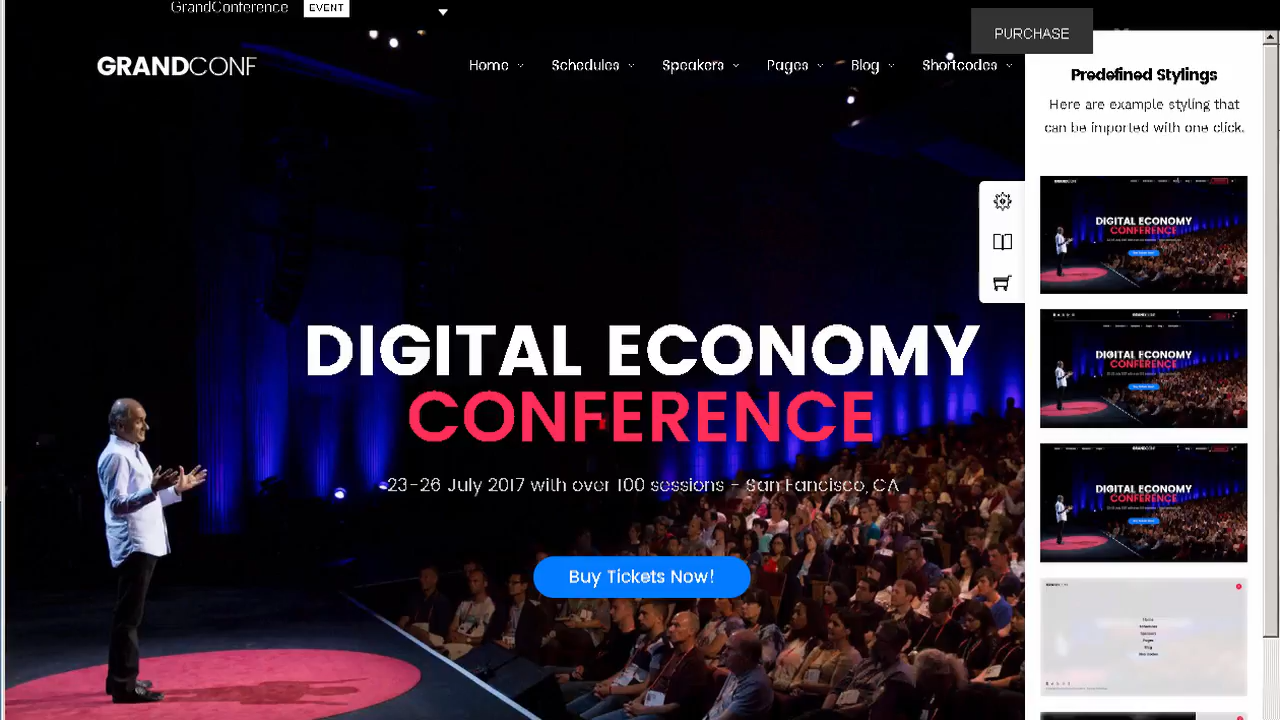 GrandConference EVENT
PURCHASE
GRANDCONF
Home Schedules Speakers Pages Blog Shortcodes
Predefined Stylings
Here are example styling that
can be imported with one click.
DIGITAL ECONOMY
CONFERENCE
23-26 July 2017 with over 100 sessions - San Fancisco, CA
Buy Tickets Now!
DIGITAL ECONOMY
CONFERENCE
DIGITAL ECONOMY
CONFERENCE
DIGITAL ECONOMY
CONFERENCE